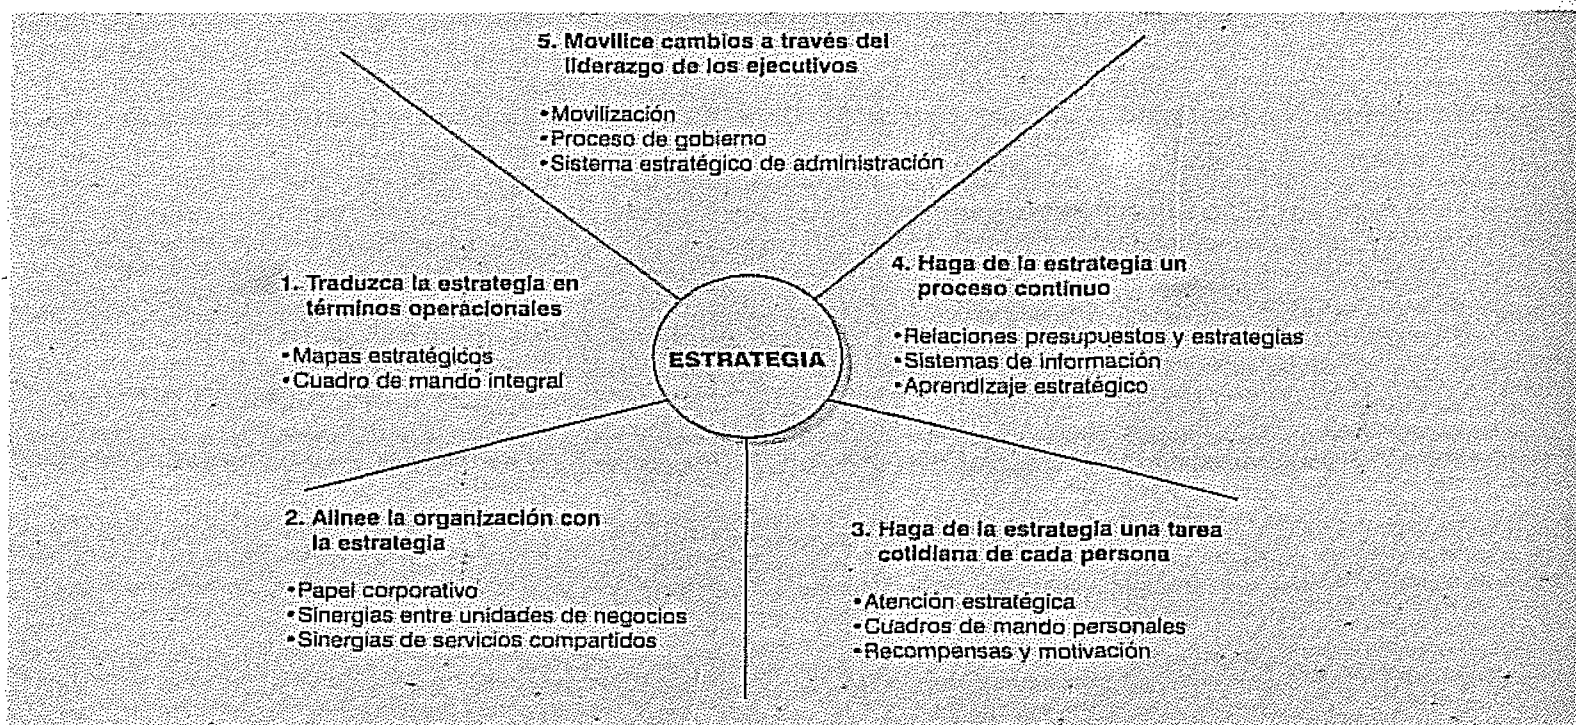 5. Movilice cambios a través del
liderazgo de los ejecutivos
•Movilización
•Proceso de gobierno
•Sistema estratégico de administración
1. Traduzca la estrategia en
términos operacionales
•Mapas estratégicos
•Cuadro de mando integral
ESTRATEGIA
4. Haga de la estrategia un
proceso continuo
•Relaciones presupuestos y estrategias
•Sistemas de información
•Aprendizaje estratégico
2. Alinee la organización con
la estrategia
•Papel corporativo
•Sinergias entre unidades de negocios
•Sinergias de servicios compartidos
3. Haga de la estrategia una tarea
cotidiana de cada persona
•Atención estratégica
•Cuadros de mando personales
•Recompensas y motivación